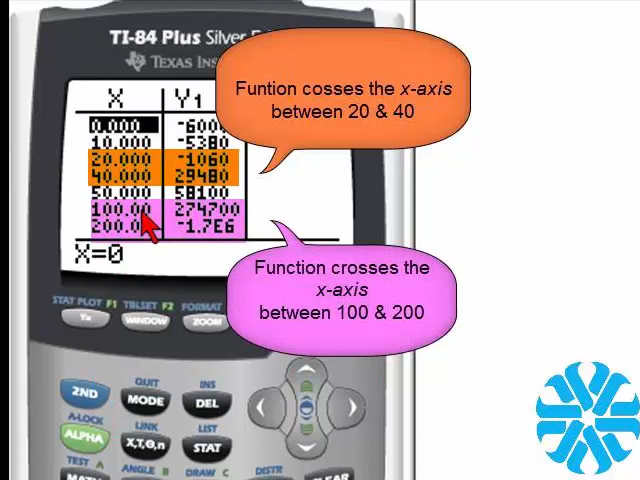 TI-84 Plus Silver
TEXAS INS
X Y1
0.000 -6000
10.000 -5380
20.000 -1060
40.000 29480
50.000 58100
100.00 274700
200.0 -1.7E6
X=0
Funtion cosses the x-axis
between 20 & 40
Function crosses the
x-axis
between 100 & 200
STAT PLOT F1 TBLSET F2 FORMAT
Y= WINDOW ZOOM
QUIT INS
2ND MODE DEL
A-LOCK LINK LIST
ALPHA X,T,Θ,n STAT
TEST A ANGLE B DRAW C DISTR
MATH CLEAR